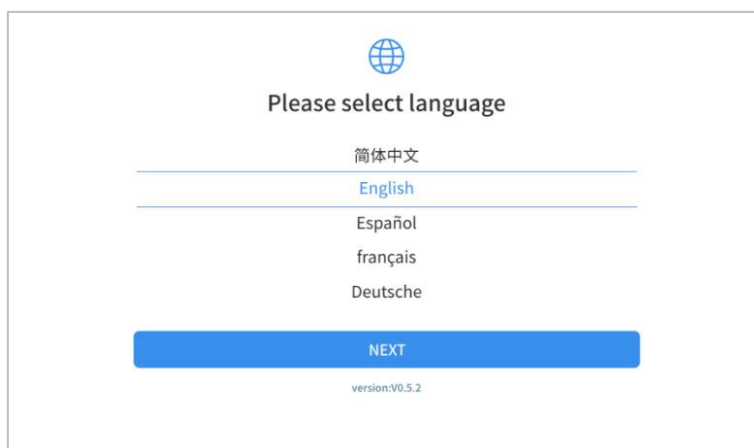 Please select language
简体中文
English
Español
français
Deutsche
NEXT
version:V0.5.2